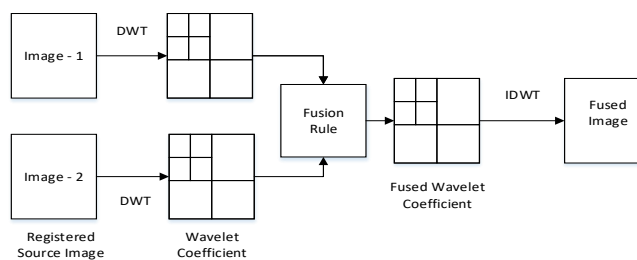 DWT
Image - 1
Fusion
Rule
IDWT
Fused
Image
Image - 2
DWT
Fused Wavelet
Coefficient
Registered
Source Image
Wavelet
Coefficient